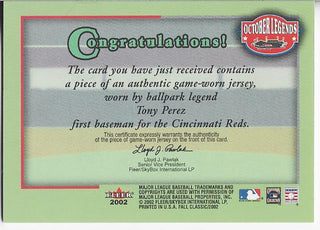 Congratulations!
OCTOBER LEGENDS
The card you have just received contains
a piece of an authentic game-worn jersey,
worn by ballpark legend
Tony Perez
first baseman for the Cincinnati Reds.
This certificate expressly warrants the authenticity
of the piece of game-worn jersey on the front of this card.
Lloyd J. Pawlak
Lloyd J. Pawlak
Senior Vice President
Fleer/SkyBox International LP
FLEER
2002
MAJOR LEAGUE BASEBALL TRADEMARKS AND
COPYRIGHTS ARE USED WITH PERMISSION OF
MAJOR LEAGUE BASEBALL PROPERTIES, INC.
© 2002 FLEER/SKYBOX INTERNATIONAL LP
PRINTED IN U.S.A. FALL CLASSIC/2002